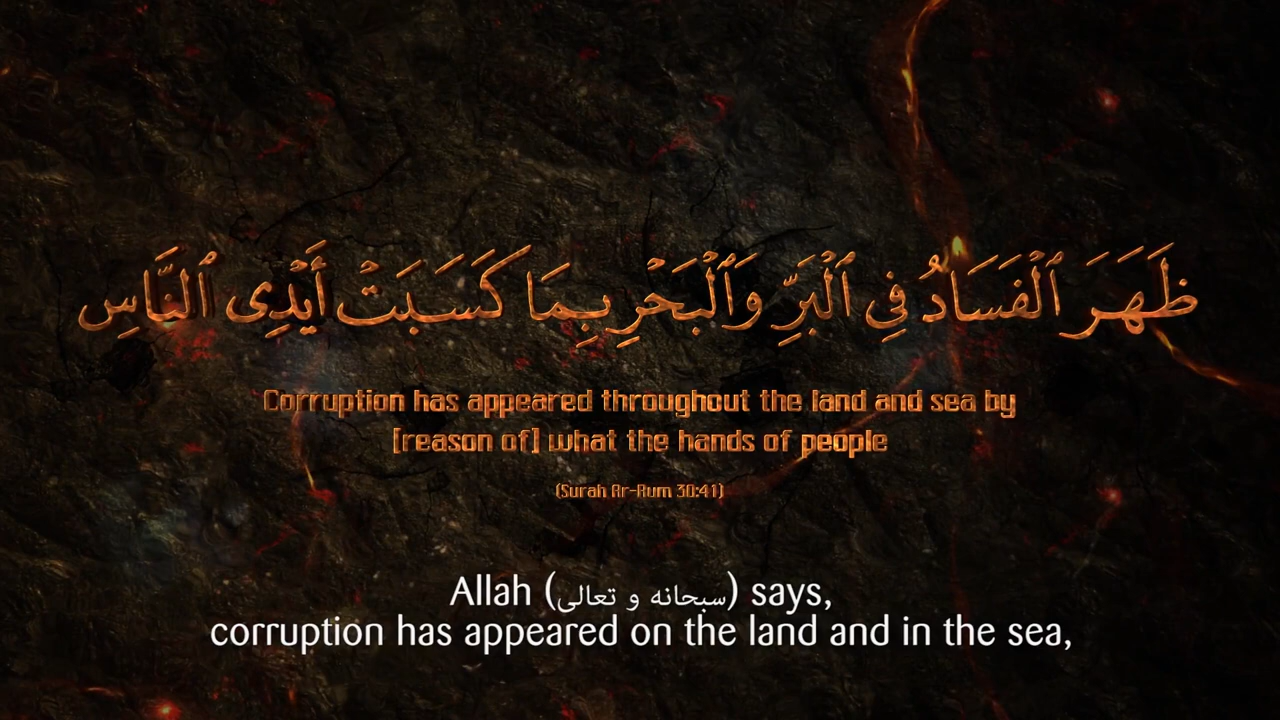 ظَهَرَ ٱلْفَسَادُ فِي ٱلْبَرِّ وَٱلْبَحْرِ بِمَا كَسَبَتْ أَيْدِى ٱلنَّاسِ
Corruption has appeared throughout the land and sea by
[reason of] what the hands of people
(Surah Ar-Rum 30:41)
Allah (سبحانه و تعالى) says,
corruption has appeared on the land and in the sea,